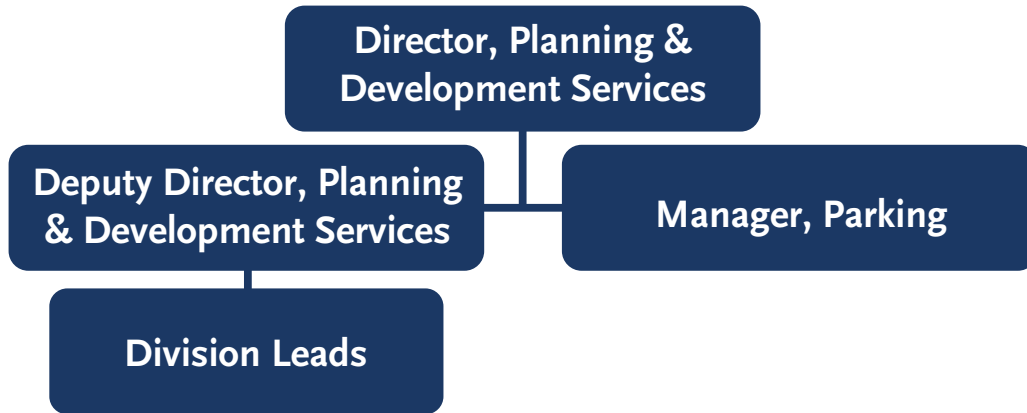 Director, Planning &
Development Services
Deputy Director, Planning
& Development Services
Manager, Parking
Division Leads